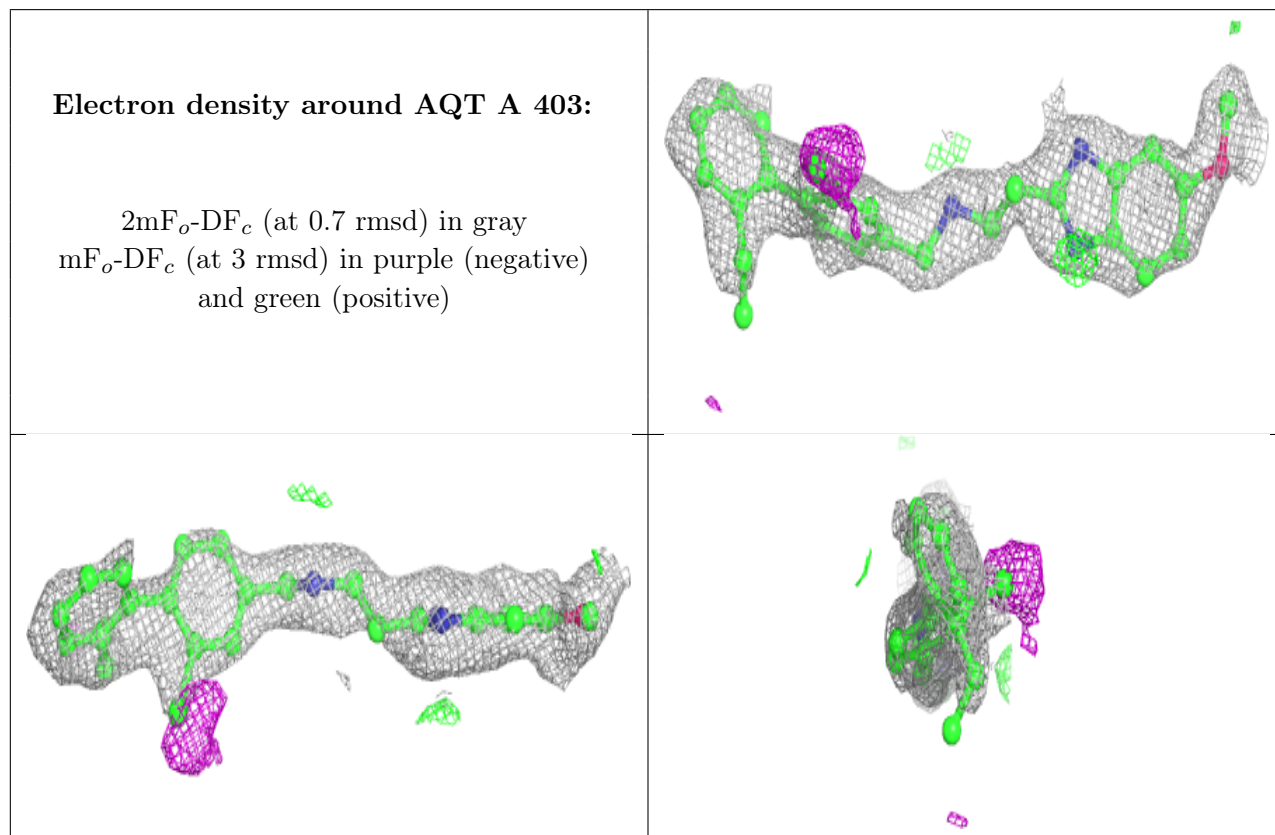 Electron density around AQT A 403:
2mFo-DFc (at 0.7 rmsd) in gray
mFo-DFc (at 3 rmsd) in purple (negative)
and green (positive)